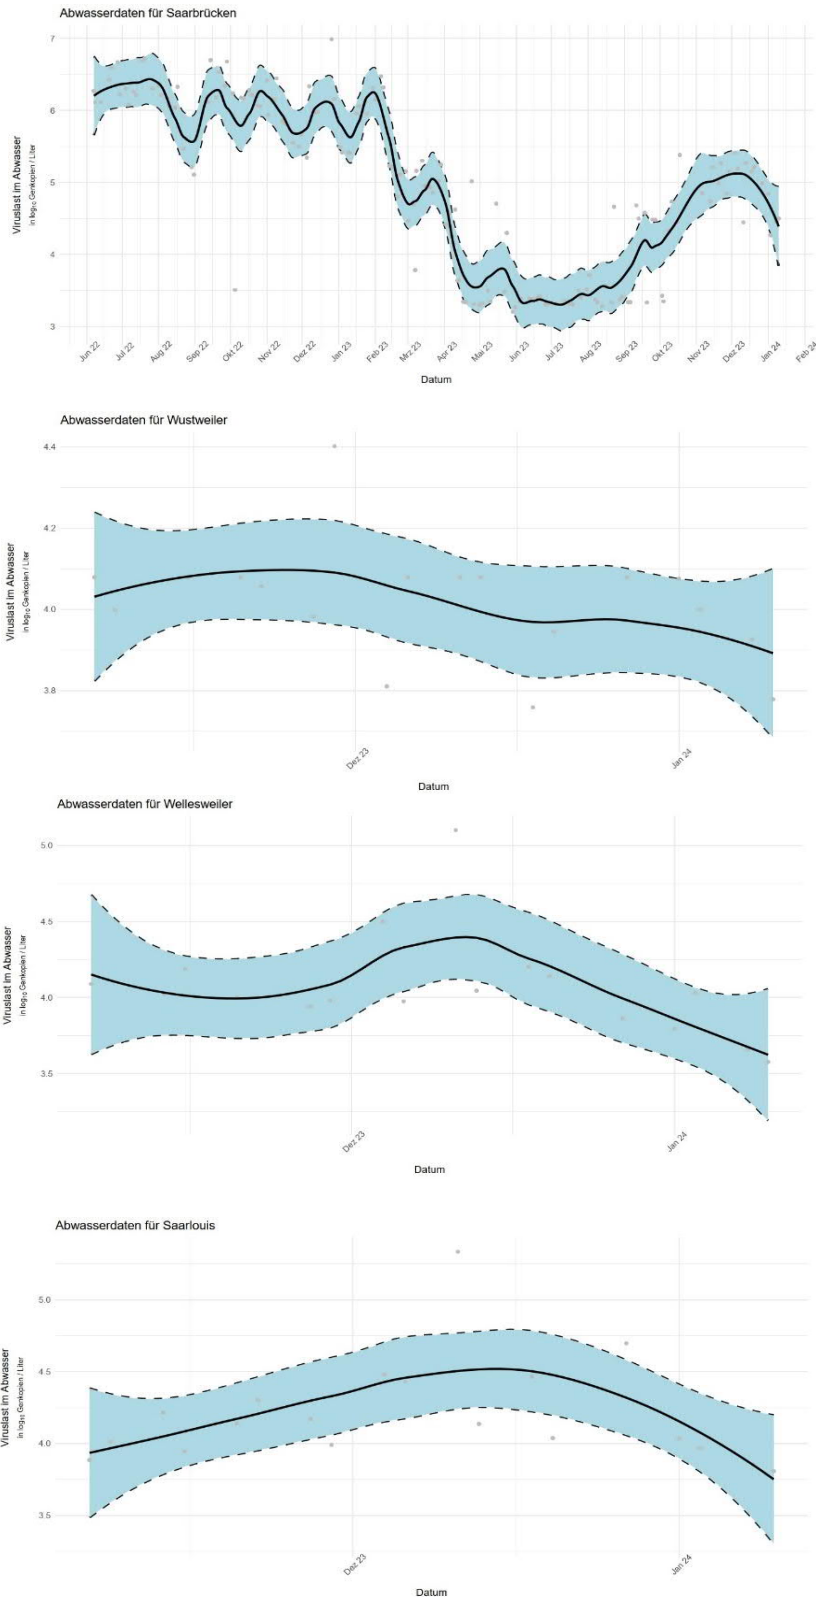 Abwasserdaten für Saarbrücken
Viruslast im Abwasser
in log₁₀ Genkopien / Liter
7
6
5
4
3
Jun 22
Jul 22
Aug 22
Sep 22
Okt 22
Nov 22
Dez 22
Jan 23
Feb 23
Mrz 23
Apr 23
Mai 23
Jun 23
Jul 23
Aug 23
Sep 23
Okt 23
Nov 23
Dez 23
Jan 24
Feb 24
Datum
Abwasserdaten für Wustweiler
Viruslast im Abwasser
in log₁₀ Genkopien / Liter
4.4
4.2
4.0
3.8
Dez 23
Jan 24
Datum
Abwasserdaten für Wellesweiler
Viruslast im Abwasser
in log₁₀ Genkopien / Liter
5.0
4.5
4.0
3.5
Dez 23
Jan 24
Datum
Abwasserdaten für Saarlouis
Viruslast im Abwasser
in log₁₀ Genkopien / Liter
5.0
4.5
4.0
3.5
Dez 23
Jan 24
Datum